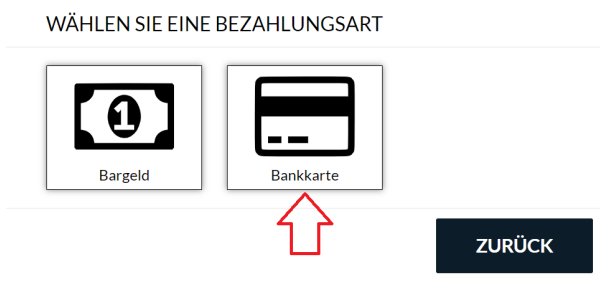 WÄHLEN SIE EINE BEZAHLUNGSART
1
Bargeld
Bankkarte
ZURÜCK